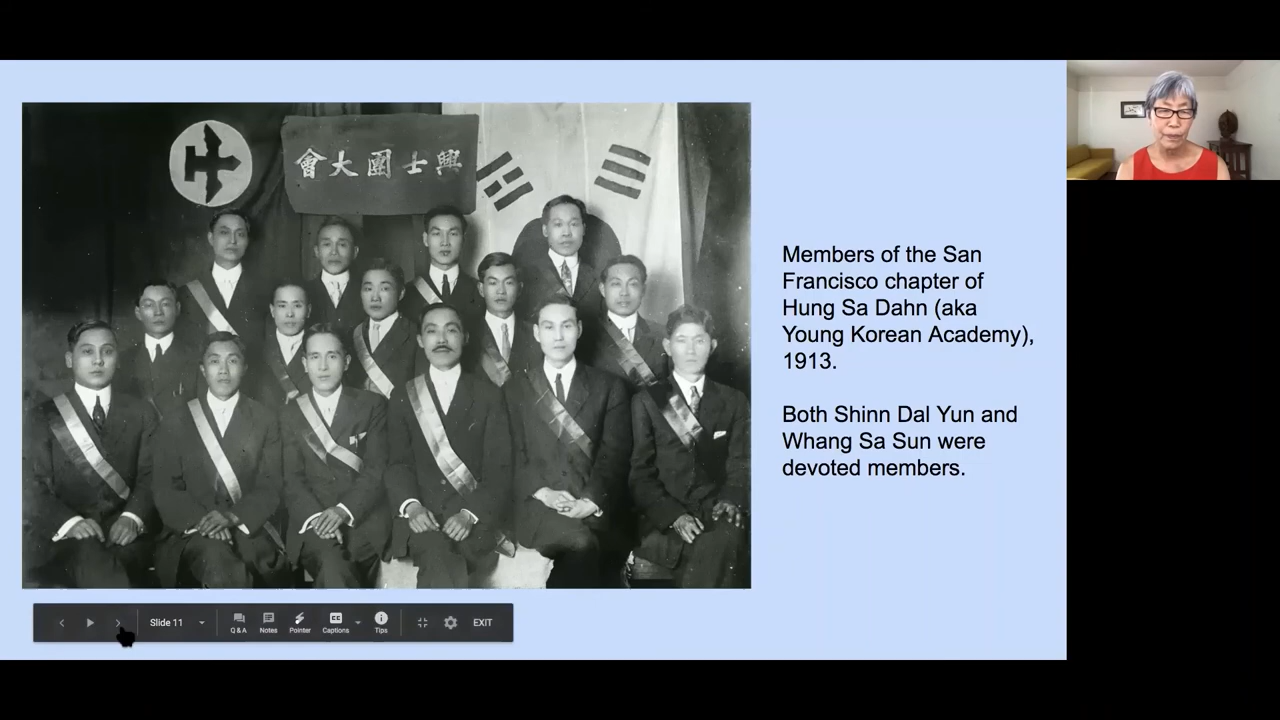 會大團士興
Members of the San
Francisco chapter of
Hung Sa Dahn (aka
Young Korean Academy),
1913.
Both Shinn Dal Yun and
Whang Sa Sun were
devoted members.
Slide 11
Q & A
Notes
Pointer
Captions
Tips
EXIT